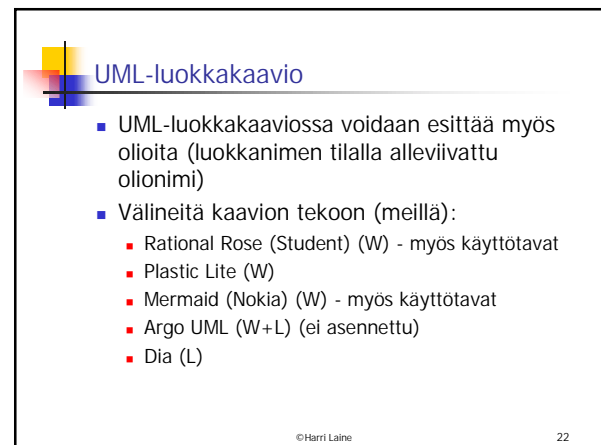 UML-luokkakaavio
UML-luokkakaaviossa voidaan esittää myös
olioita (luokkanimen tilalla alleviivattu
olionimi)
Välineitä kaavion tekoon (meillä):
Rational Rose (Student) (W) - myös käyttötavat
Plastic Lite (W)
Mermaid (Nokia) (W) - myös käyttötavat
Argo UML (W+L) (ei asennettu)
Dia (L)
©Harri Laine
22